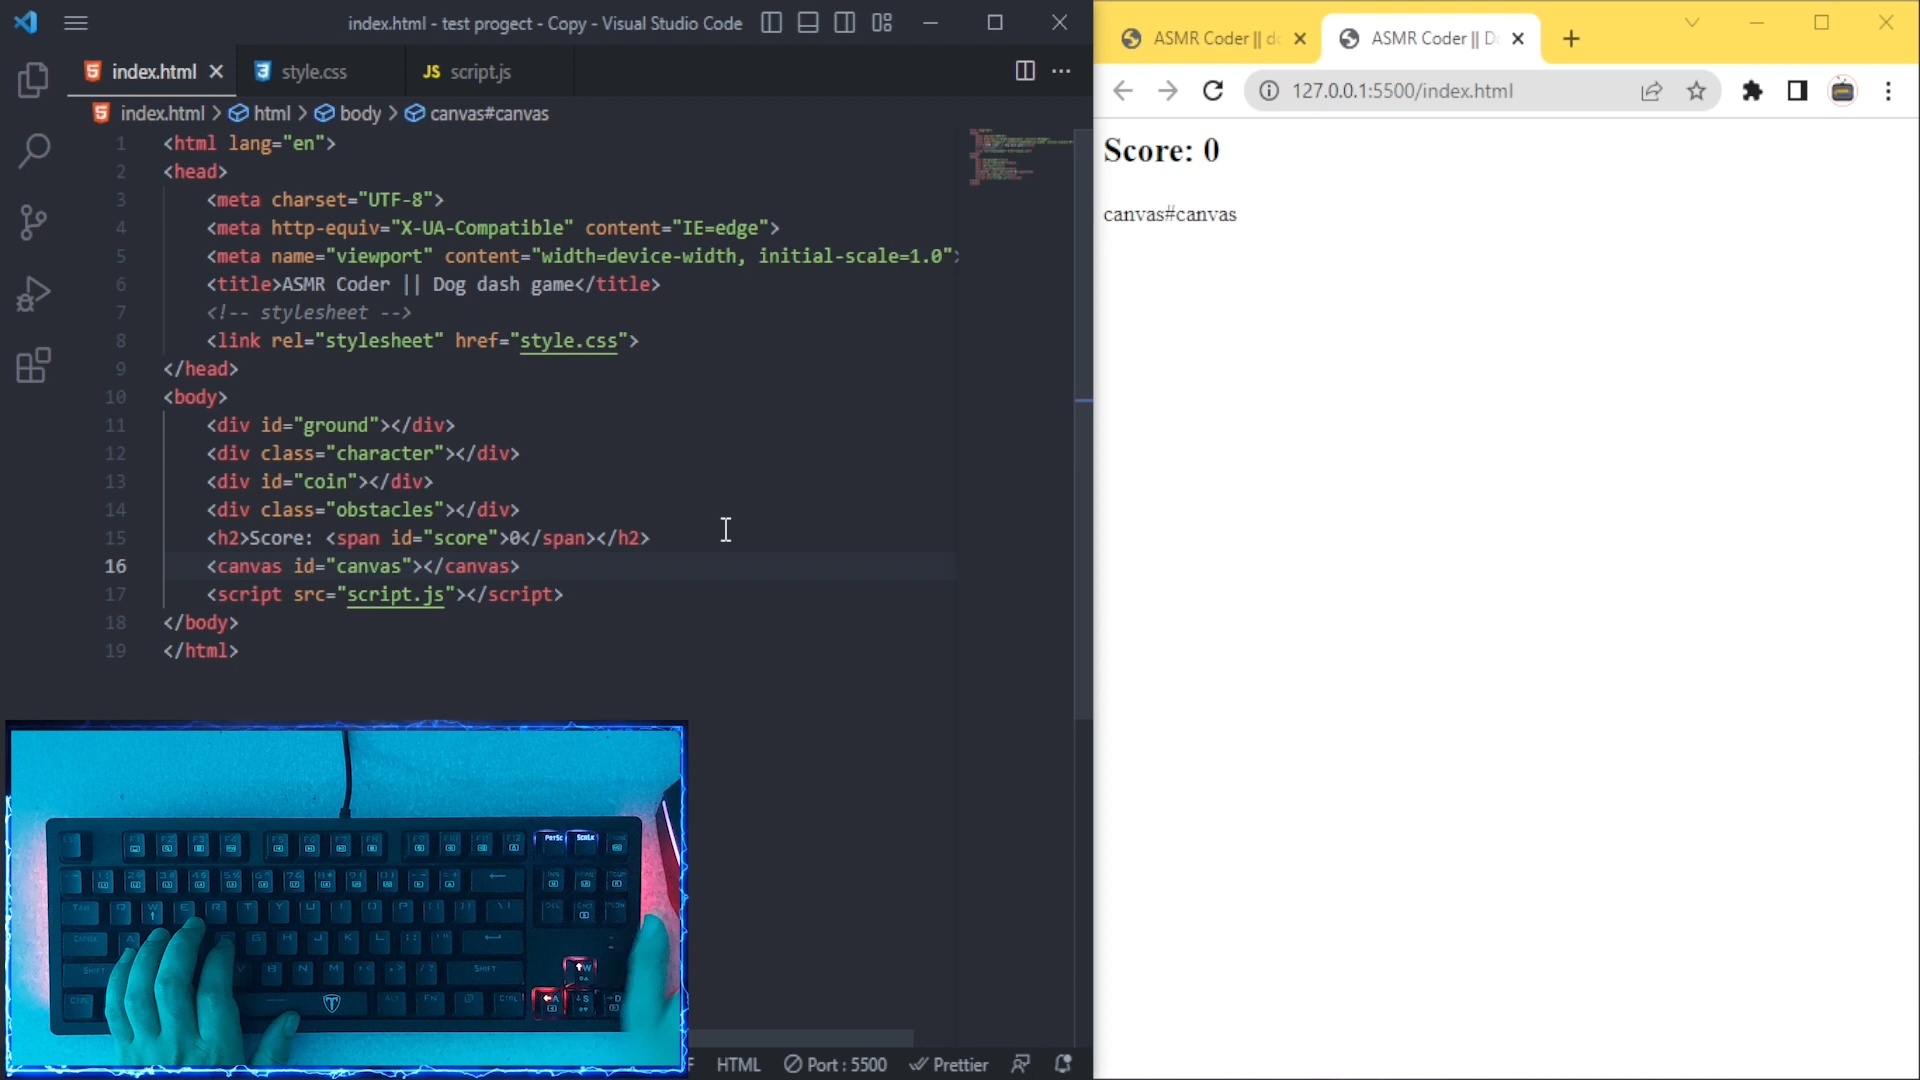 index.html - test progect - Copy - Visual Studio Code
index.html
style.css
JS script.js
index.html > html > body > canvas#canvas
1 <html lang="en">
2 <head>
3 <meta charset="UTF-8">
4 <meta http-equiv="X-UA-Compatible" content="IE=edge">
5 <meta name="viewport" content="width=device-width, initial-scale=1.0">
6 <title>ASMR Coder || Dog dash game</title>
7 <!-- stylesheet -->
8 <link rel="stylesheet" href="style.css">
9 </head>
10 <body>
11 <div id="ground"></div>
12 <div class="character"></div>
13 <div id="coin"></div>
14 <div class="obstacles"></div>
15 <h2>Score: <span id="score">0</span></h2>
16 <canvas id="canvas"></canvas>
17 <script src="script.js"></script>
18 </body>
19 </html>
HTML
Port : 5500
Prettier
ASMR Coder || do
ASMR Coder || Do
127.0.0.1:5500/index.html
Score: 0
canvas#canvas